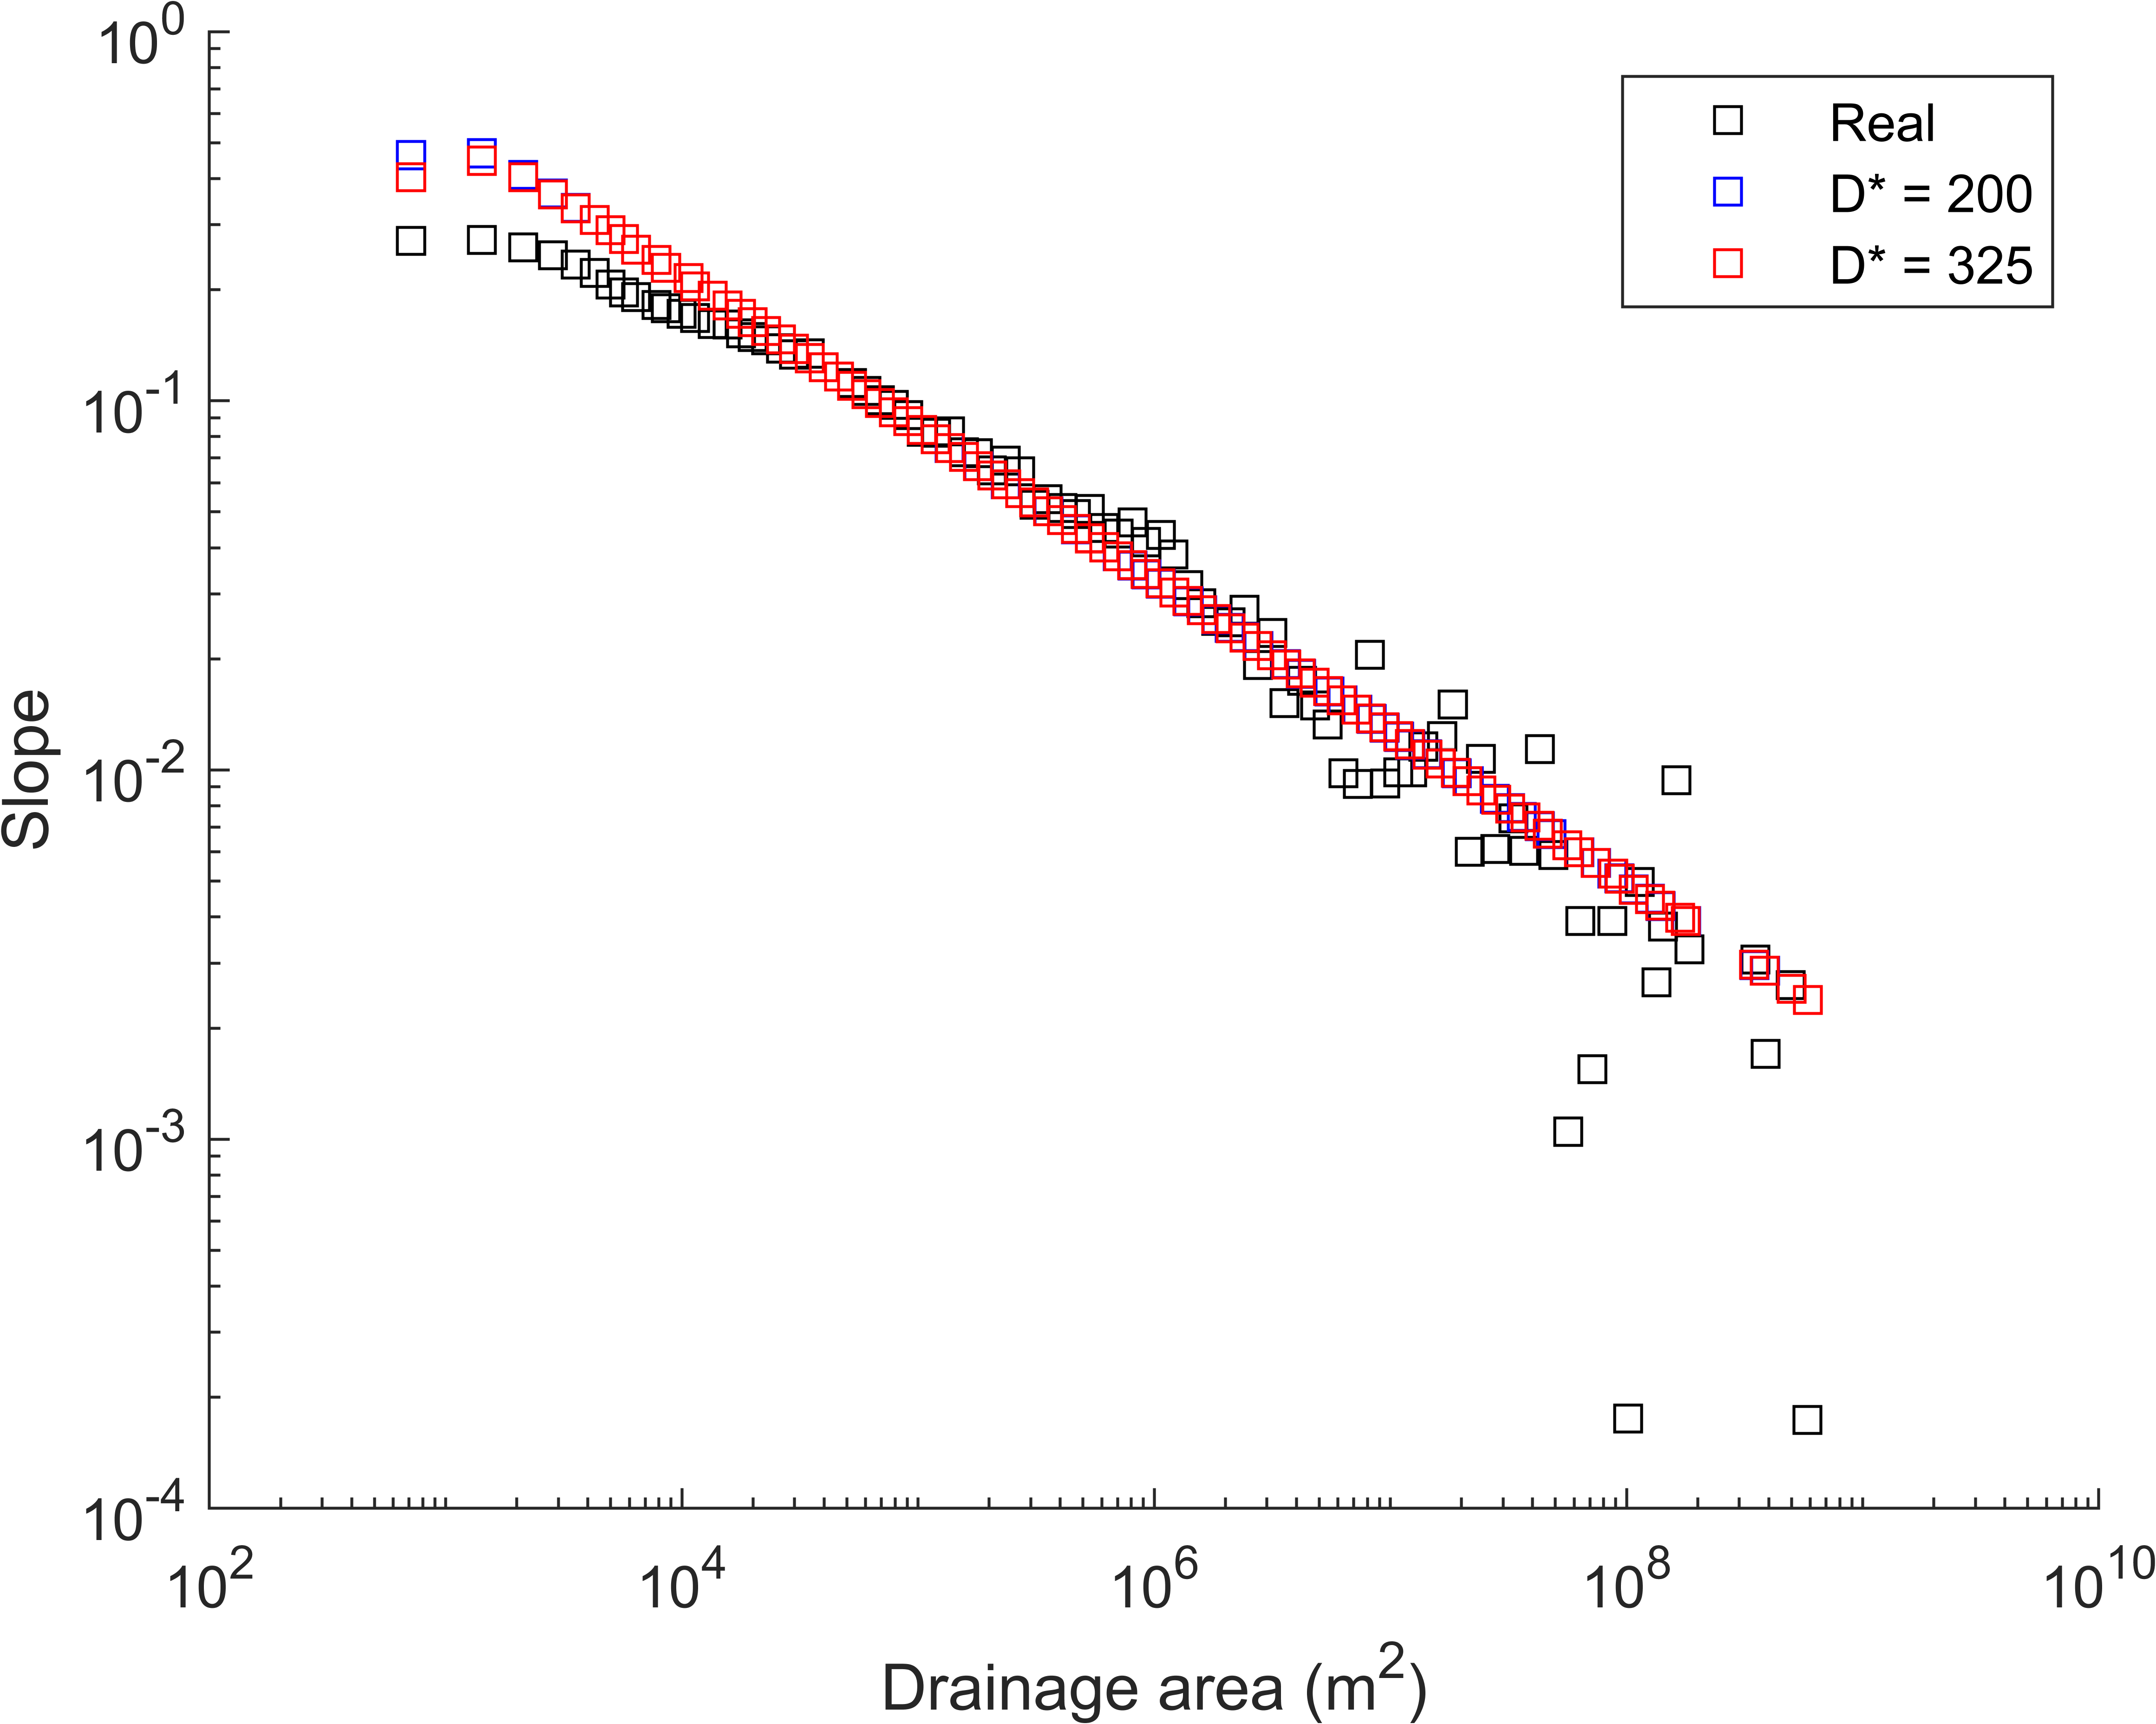 10^0
10^-1
10^-2
10^-3
10^-4
Slope
10^2 10^4 10^6 10^8 10^10
Drainage area (m^2)
Real
D* = 200
D* = 325